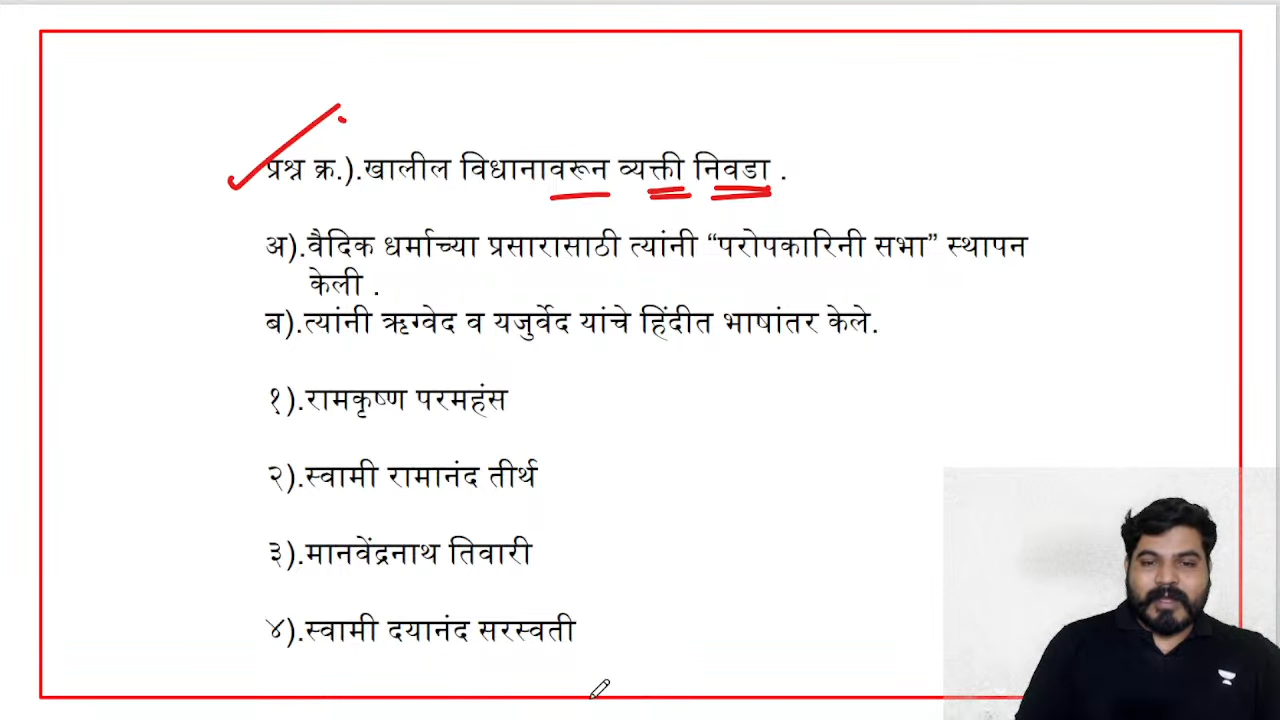 प्रश्न क्र.).खालील विधानावरून व्यक्ती निवडा .
अ).वैदिक धर्माच्या प्रसारासाठी त्यांनी “परोपकारिनी सभा” स्थापन
केली .
ब).त्यांनी ऋग्वेद व यजुर्वेद यांचे हिंदीत भाषांतर केले.
१).रामकृष्ण परमहंस
२).स्वामी रामानंद तीर्थ
३).मानवेंद्रनाथ तिवारी
४).स्वामी दयानंद सरस्वती